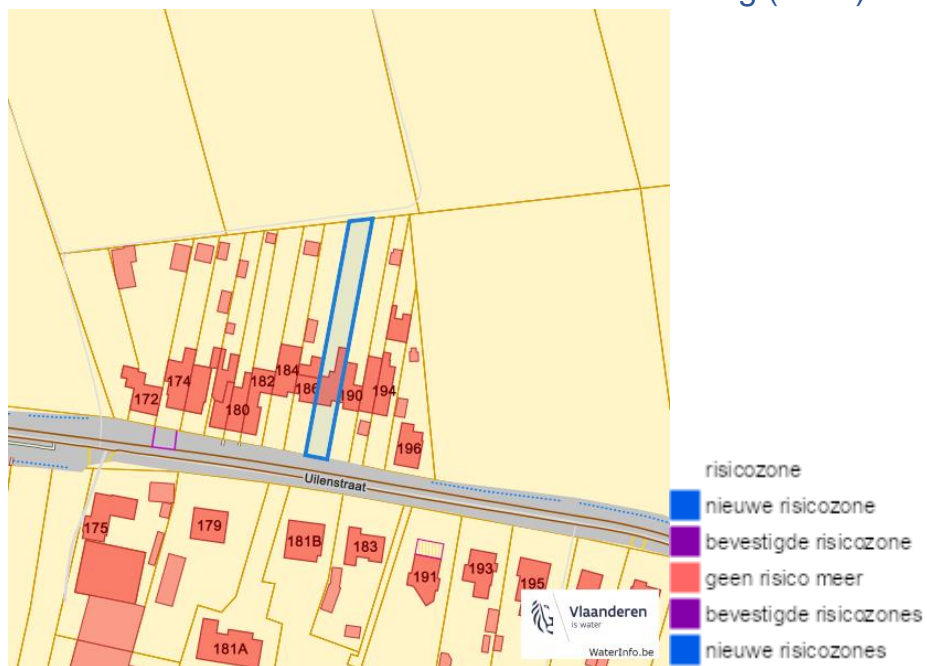 172
174
180
182
184
186
190
194
196
Uilenstraat
175
179
181B
183
191
193
195
181A
Vlaanderen
is water
WaterInfo.be
risicozone
nieuwe risicozone
bevestigde risicozone
geen risico meer
bevestigde risicozones
nieuwe risicozones